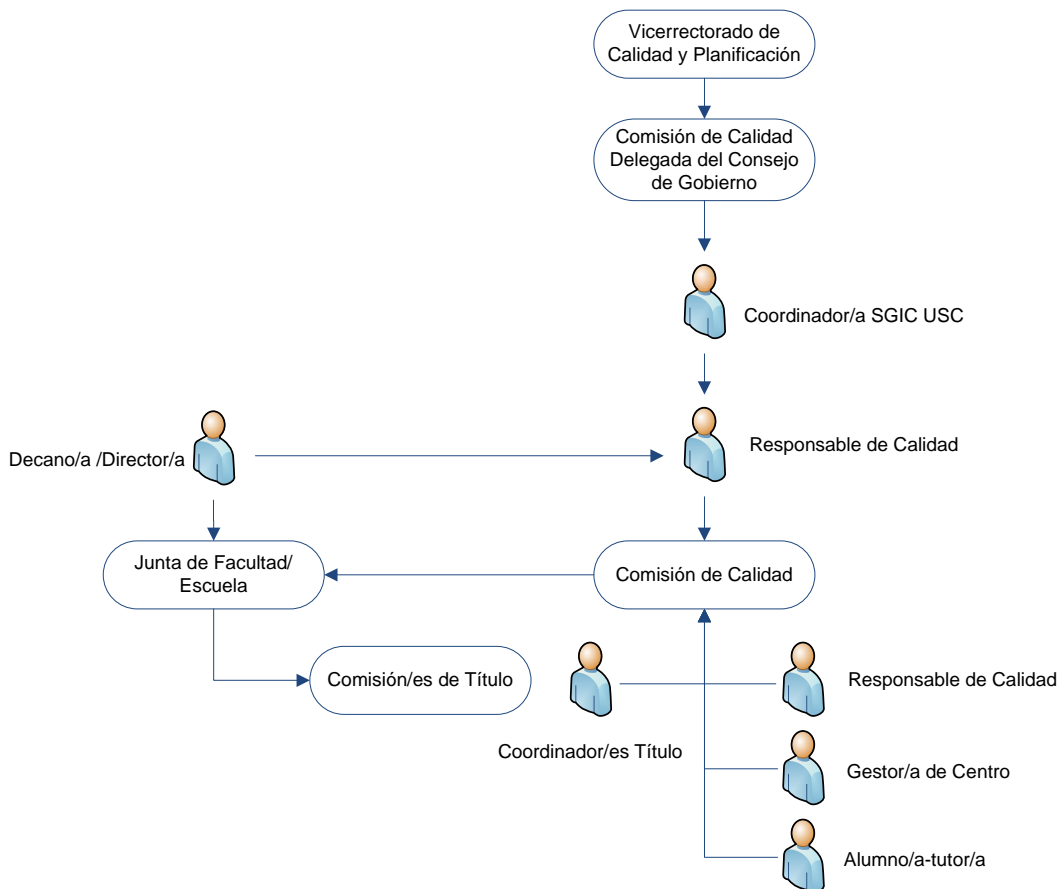 Vicerrectorado de
Calidad y Planificación
Comisión de Calidad
Delegada del Consejo
de Gobierno
Coordinador/a SGIC USC
Decano/a /Director/a
Responsable de Calidad
Junta de Facultad/
Escuela
Comisión de Calidad
Comisión/es de Título
Coordinador/es Título
Responsable de Calidad
Gestor/a de Centro
Alumno/a-tutor/a